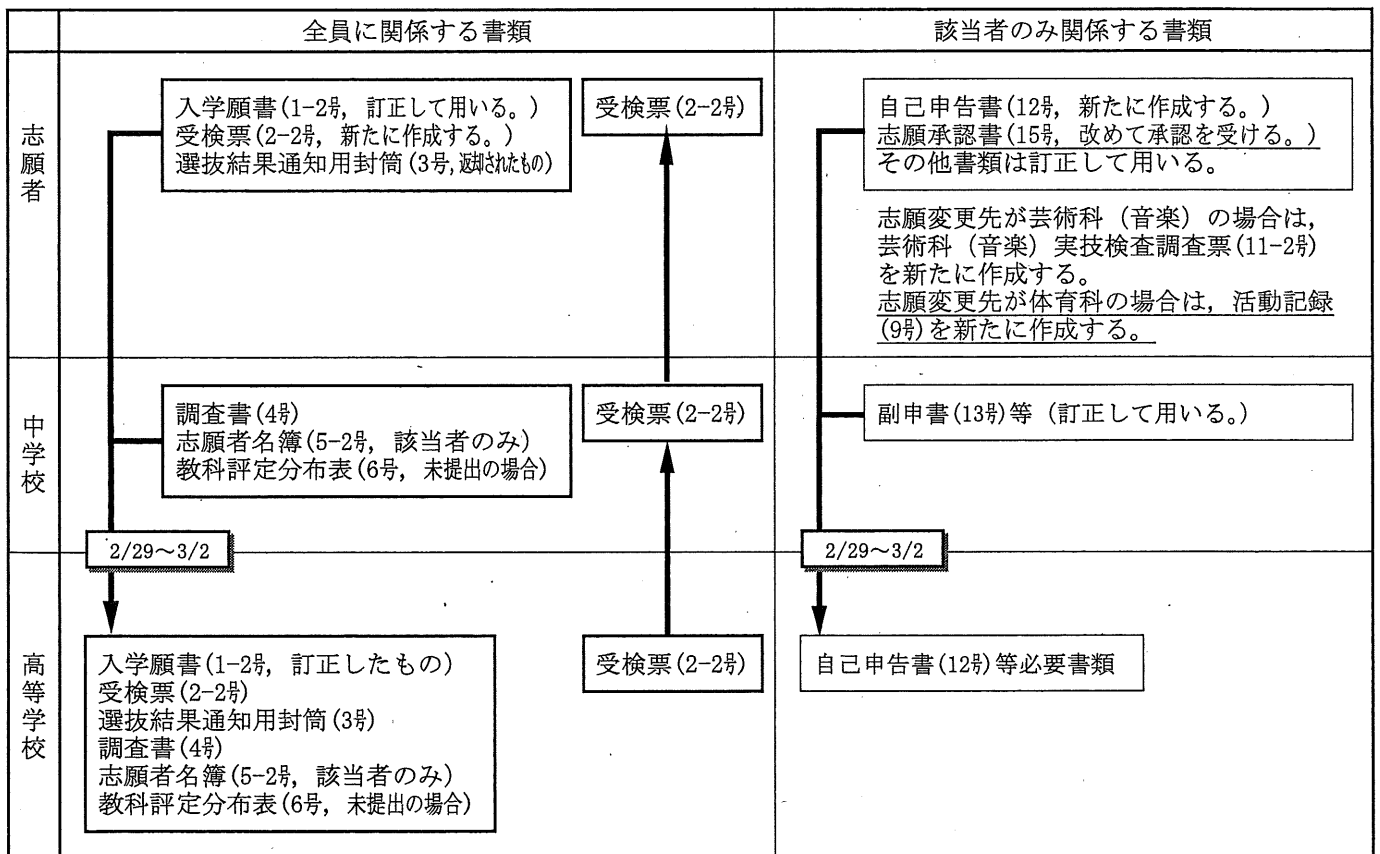 全員に関係する書類
該当者のみ関係する書類
志願者
入学願書(1-2号, 訂正して用いる。)
受検票(2-2号, 新たに作成する。)
選抜結果通知用封筒(3号, 返却されたもの)
受検票(2-2号)
自己申告書(12号, 新たに作成する。)
志願承認書(15号, 改めて承認を受ける。)
その他書類は訂正して用いる。
志願変更先が芸術科（音楽）の場合は,
芸術科（音楽）実技検査調査票(11-2号)
を新たに作成する。
志願変更先が体育科の場合は, 活動記録
(9号)を新たに作成する。
中学校
調査書(4号)
志願者名簿(5-2号, 該当者のみ)
教科評定分布表(6号, 未提出の場合)
受検票(2-2号)
副申書(13号)等（訂正して用いる。）
2/29～3/2
2/29～3/2
高等学校
入学願書(1-2号, 訂正したもの)
受検票(2-2号)
選抜結果通知用封筒(3号)
調査書(4号)
志願者名簿(5-2号, 該当者のみ)
教科評定分布表(6号, 未提出の場合)
受検票(2-2号)
自己申告書(12号)等必要書類